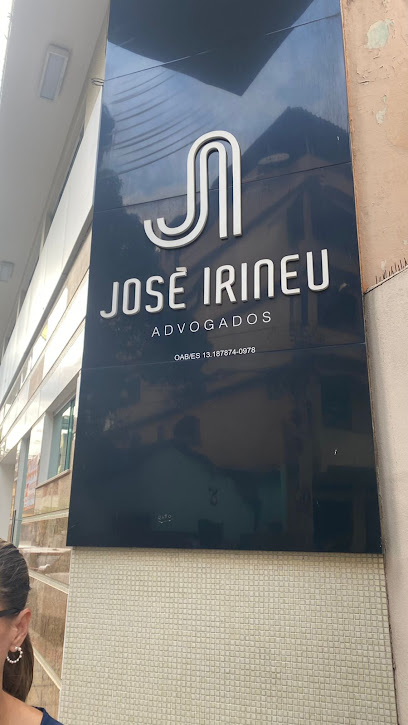 JOSÉ IRINEU
ADVOGADOS
OAB/ES 13.187874-0978